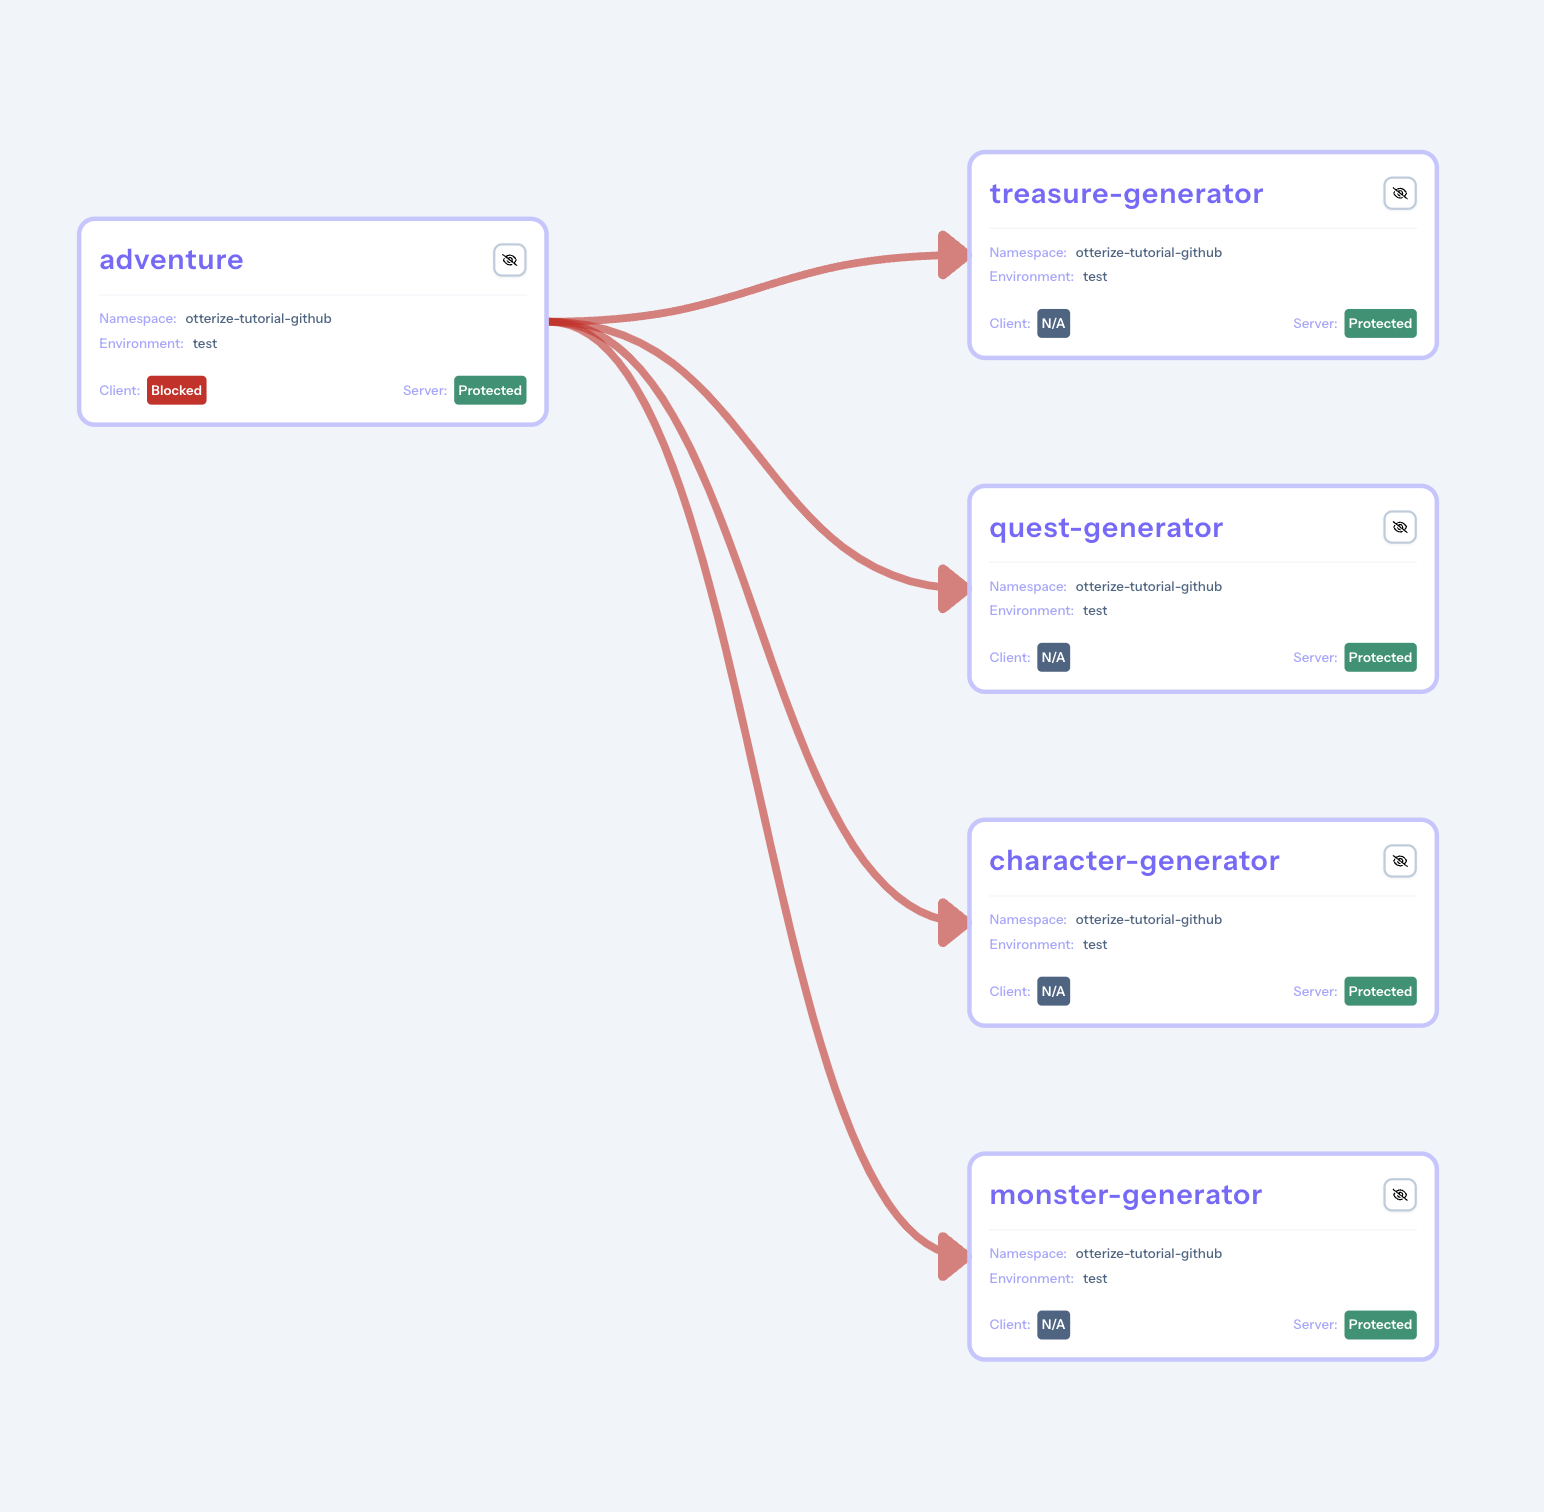 adventure
Namespace: otterize-tutorial-github
Environment: test
Client: Blocked Server: Protected
treasure-generator
Namespace: otterize-tutorial-github
Environment: test
Client: N/A Server: Protected
quest-generator
Namespace: otterize-tutorial-github
Environment: test
Client: N/A Server: Protected
character-generator
Namespace: otterize-tutorial-github
Environment: test
Client: N/A Server: Protected
monster-generator
Namespace: otterize-tutorial-github
Environment: test
Client: N/A Server: Protected